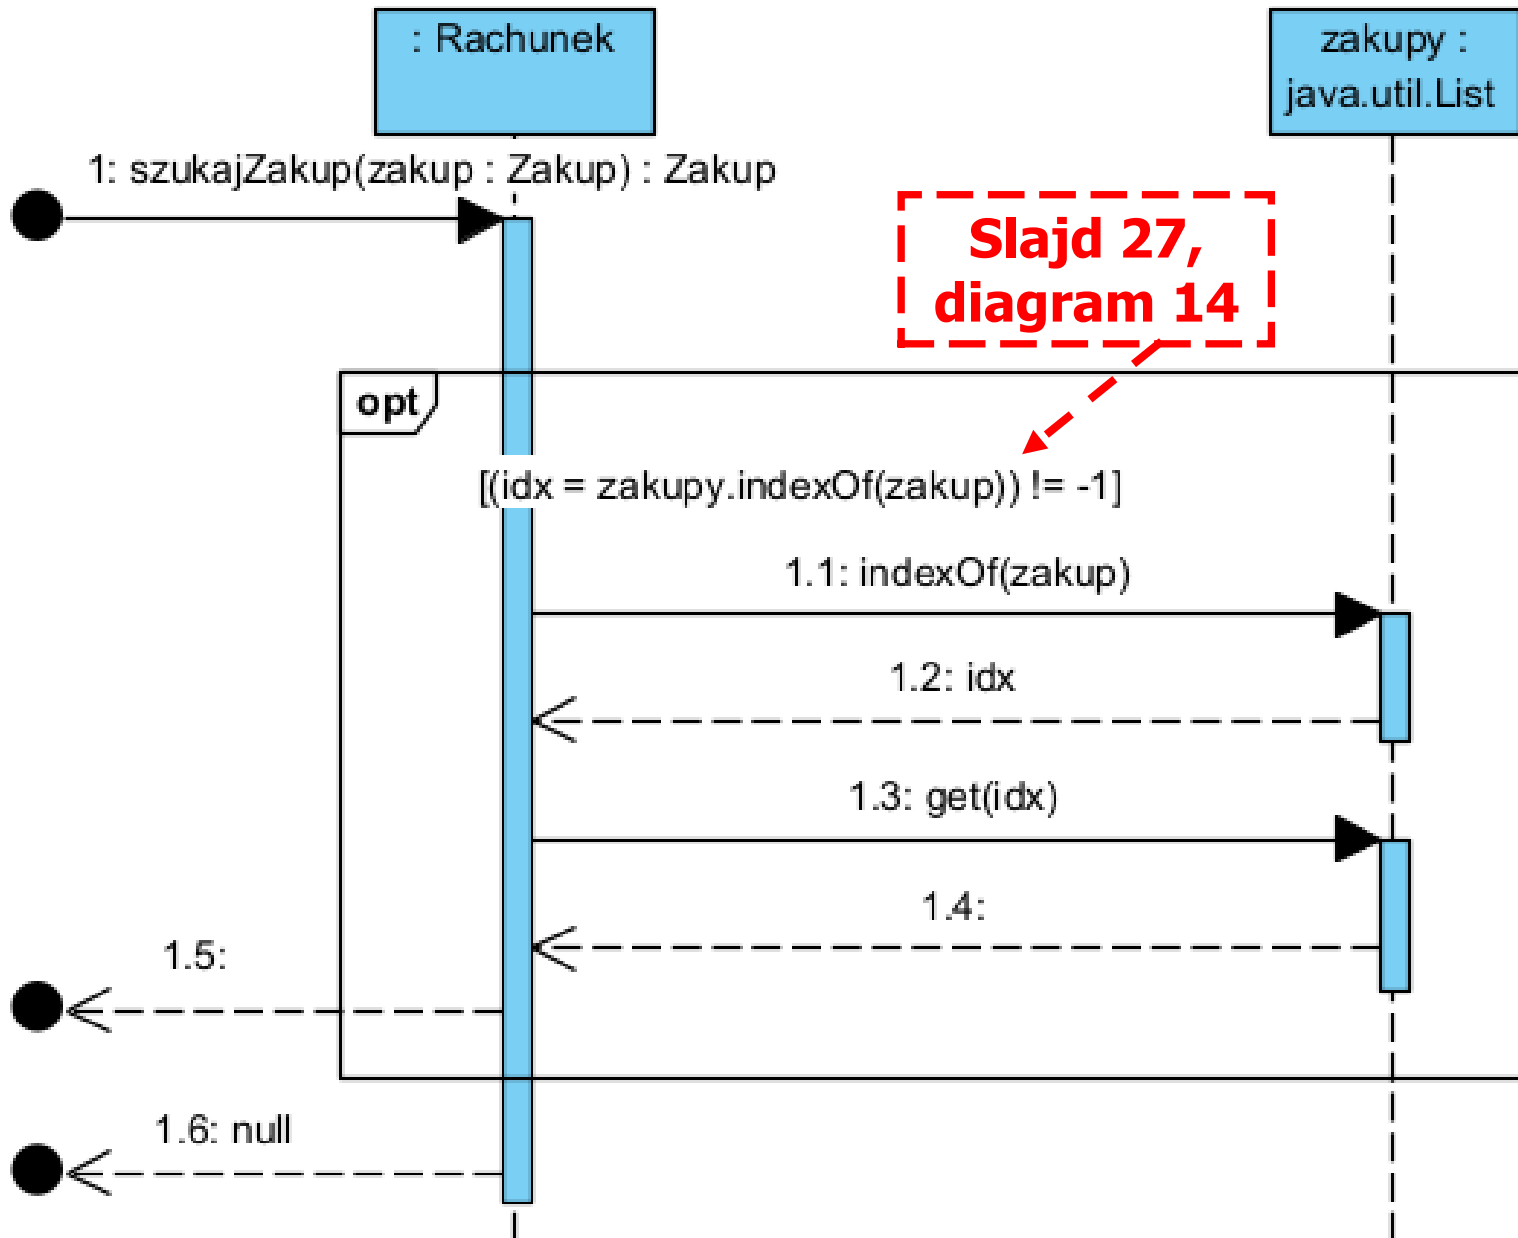 : Rachunek
zakupy :
java.util.List
1: szukajZakup(zakup : Zakup) : Zakup
Slajd 27,
diagram 14
opt
[(idx = zakupy.indexOf(zakup)) != -1]
1.1: indexOf(zakup)
1.2: idx
1.3: get(idx)
1.4:
1.5:
1.6: null